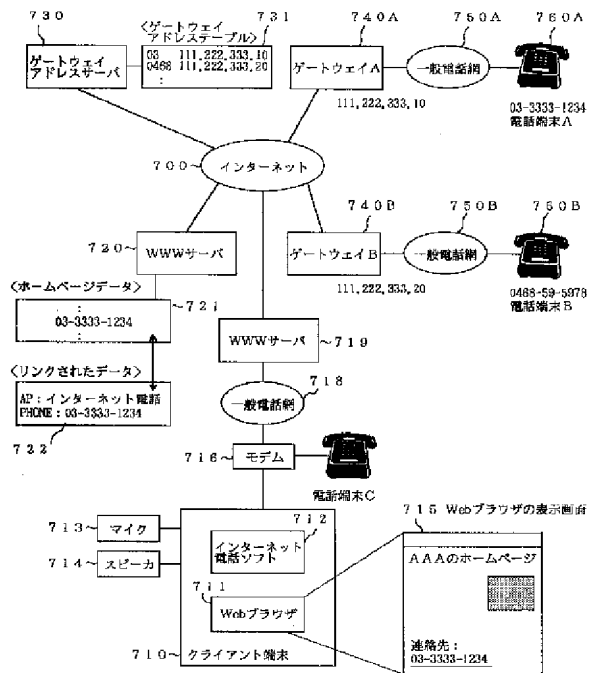 730
ゲートウェイ
アドレスサーバ
<ゲートウェイ
アドレステーブル>
731
03 111,222,333,10
0468 111,222,333,20
:
740A
ゲートウェイA
111,222,333,10
750A
一般電話網
760A
03-3333-1234
電話端末A
700
インターネット
720
WWWサーバ
740B
ゲートウェイB
111,222,333,20
750B
一般電話網
760B
0468-59-5978
電話端末B
<ホームページデータ>
721
:
03-3333-1234
:
<リンクされたデータ>
AP:インターネット電話
PHONE:03-3333-1234
722
WWWサーバ
719
718
一般電話網
716
モデム
電話端末C
713
マイク
714
スピーカ
712
インターネット
電話ソフト
711
Webブラウザ
710
クライアント端末
715 Webブラウザの表示画面
AAAのホームページ
連絡先:
03-3333-1234